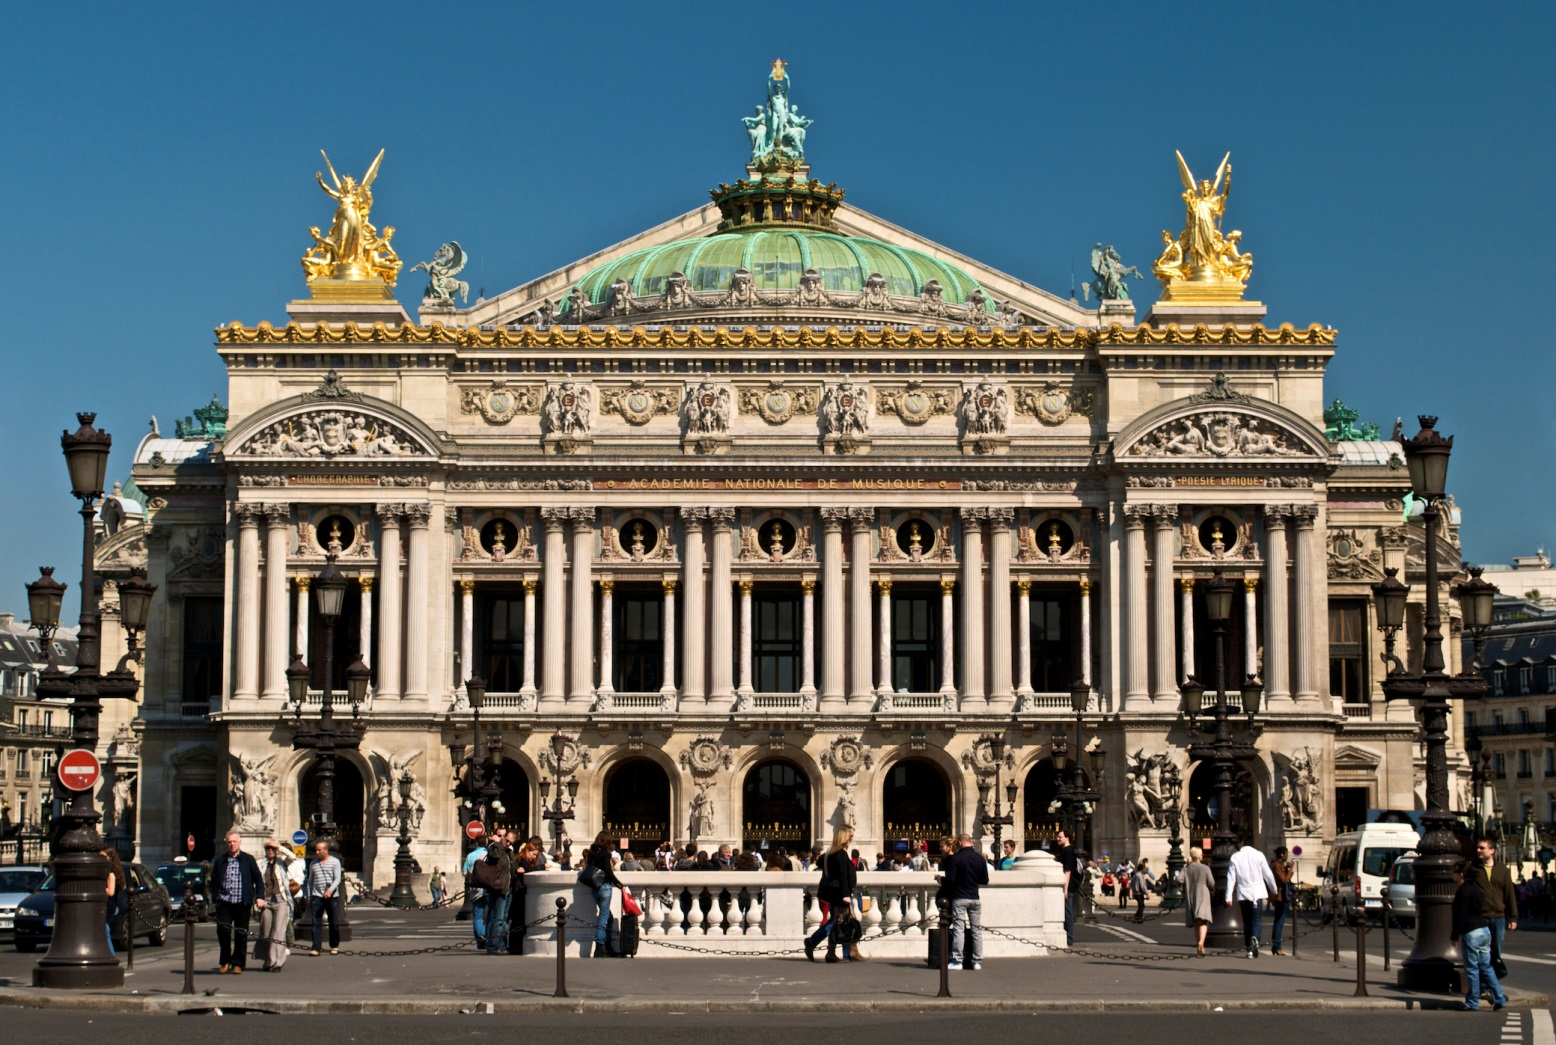 ACADEMIE NATIONALE DE MUSIQUE
CHOREGRAPHIE
POESIE LYRIQUE